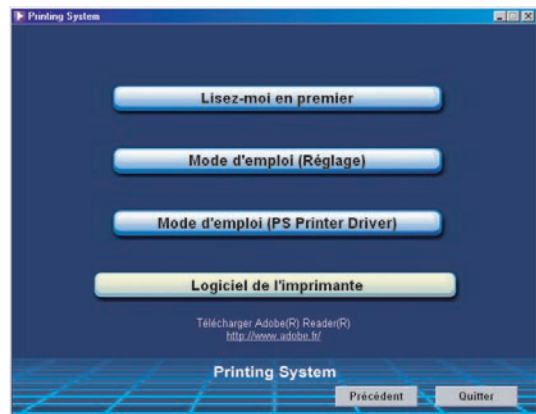 Printing System
Lisez-moi en premier
Mode d'emploi (Réglage)
Mode d'emploi (PS Printer Driver)
Logiciel de l'imprimante
Télécharger Adobe(R) Reader(R)
http://www.adobe.fr/
Printing System
Précédent Quitter